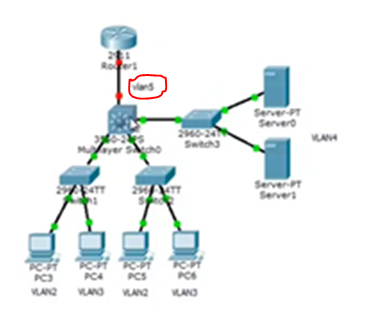 2911
Router1
vlan5
3560-24PS
Multilayer Switch0
2960-24TT
Switch3
Server-PT
Server0
VLAN4
Server-PT
Server1
2960-24TT
Switch1
2960-24TT
PC-PT
PC3
PC-PT
PC4
PC-PT
PC5
PC-PT
PC6
VLAN2
VLAN3
VLAN2
VLAN3